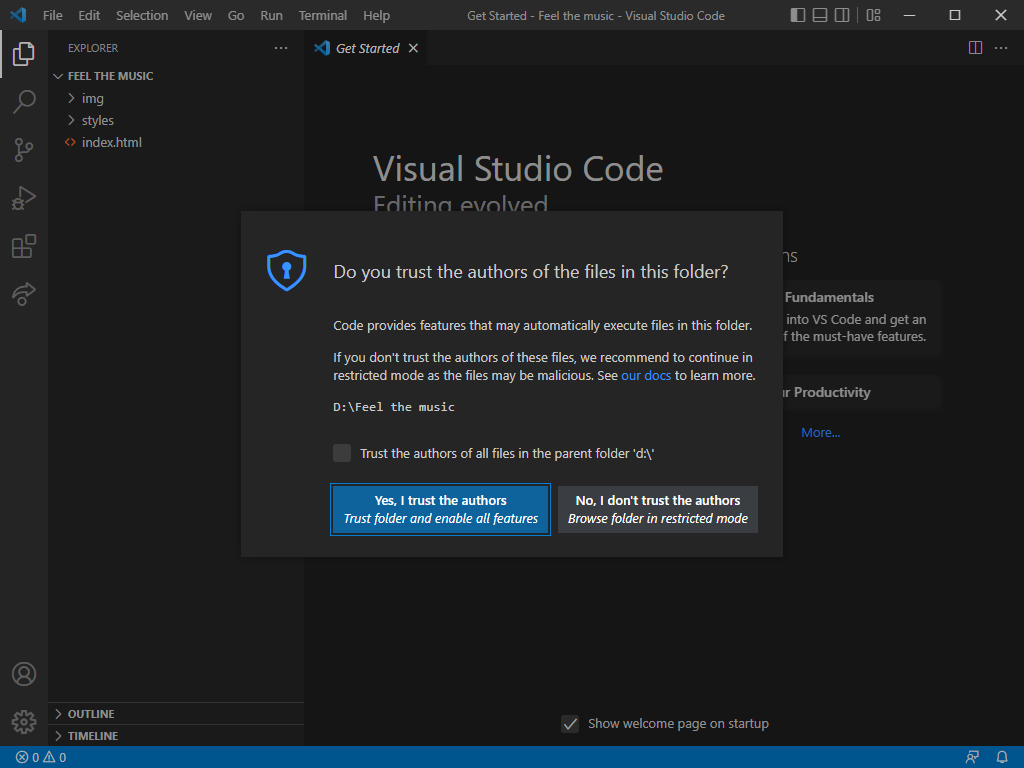 File Edit Selection View Go Run Terminal Help Get Started - Feel the music - Visual Studio Code
EXPLORER
Get Started
FEEL THE MUSIC
img
styles
index.html
Visual Studio Code
Editing evolved
Do you trust the authors of the files in this folder?
Code provides features that may automatically execute files in this folder.
If you don't trust the authors of these files, we recommend to continue in
restricted mode as the files may be malicious. See our docs to learn more.
D:\Feel the music
Trust the authors of all files in the parent folder 'd:\'
Yes, I trust the authors
Trust folder and enable all features
No, I don't trust the authors
Browse folder in restricted mode
Fundamentals
into VS Code and get an
the must-have features.
Productivity
More...
Show welcome page on startup
OUTLINE
TIMELINE
0 0